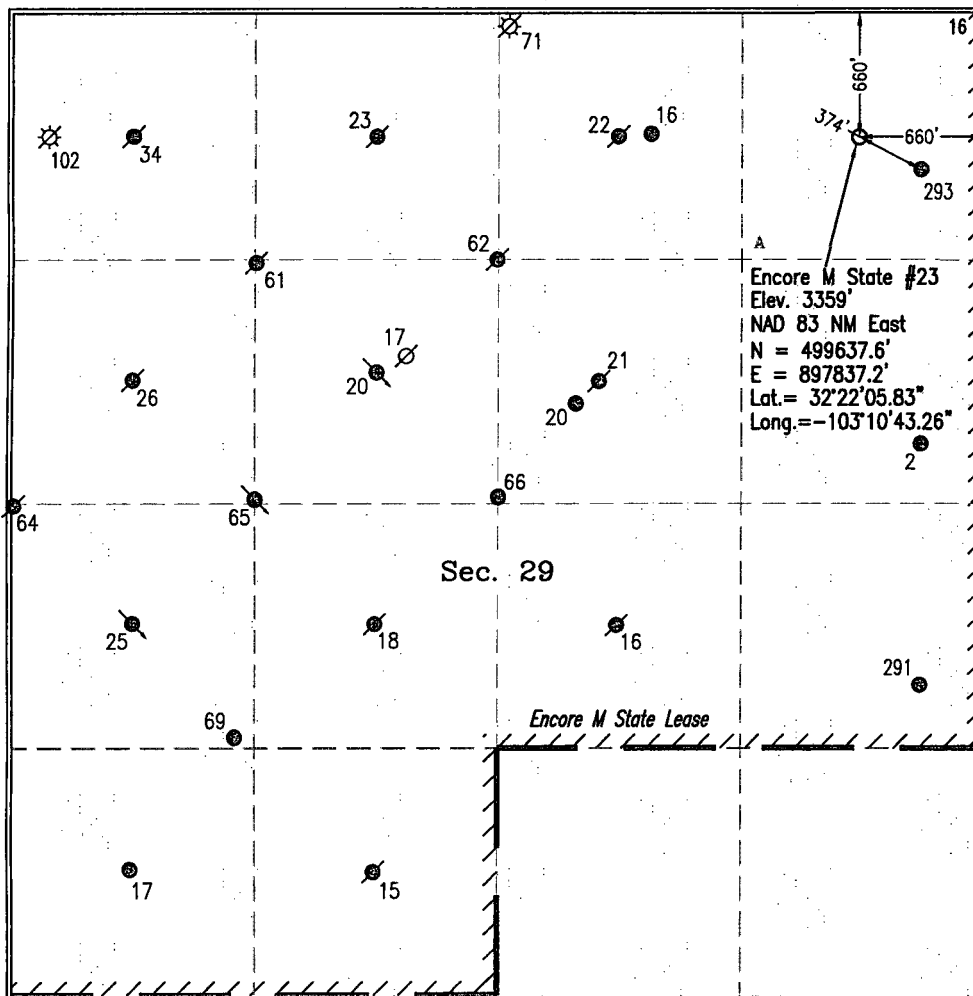 71
16
660'
102
34
23
22
16
374'
660'
293
61
62
A
Encore M State #23
Elev. 3359'
NAD 83 NM East
N = 499637.6'
E = 897837.2'
Lat.= 32°22'05.83"
Long.=-103°10'43.26"
17
26
20
21
20
2
64
65
66
Sec. 29
25
18
16
291
69
Encore M State Lease
17
15